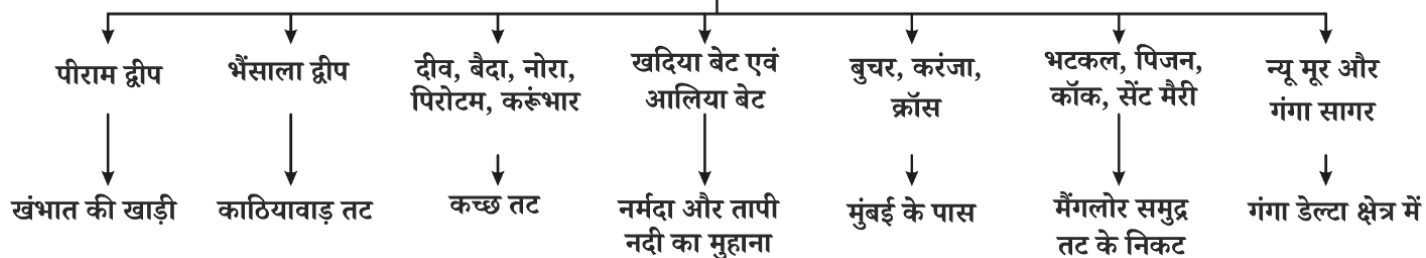 पीराम द्वीप
भैंसाला द्वीप
दीव, बैदा, नोरा,
पिरोटम, करूंभार
खदिया बेट एवं
आलिया बेट
बुचर, करंजा,
क्रॉस
भटकल, पिजन,
कॉक, सेंट मैरी
न्यू मूर और
गंगा सागर
खंभात की खाड़ी
काठियावाड़ तट
कच्छ तट
नर्मदा और तापी
नदी का मुहाना
मुंबई के पास
मैंगलोर समुद्र
तट के निकट
गंगा डेल्टा क्षेत्र में